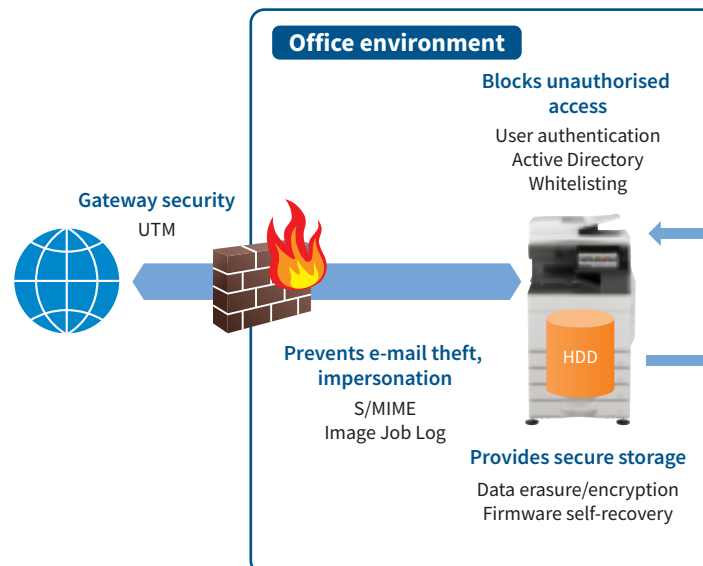 Office environment
Blocks unauthorised
access
User authentication
Active Directory
Whitelisting
Gateway security
UTM
HDD
Prevents e-mail theft,
impersonation
S/MIME
Image Job Log
Provides secure storage
Data erasure/encryption
Firmware self-recovery